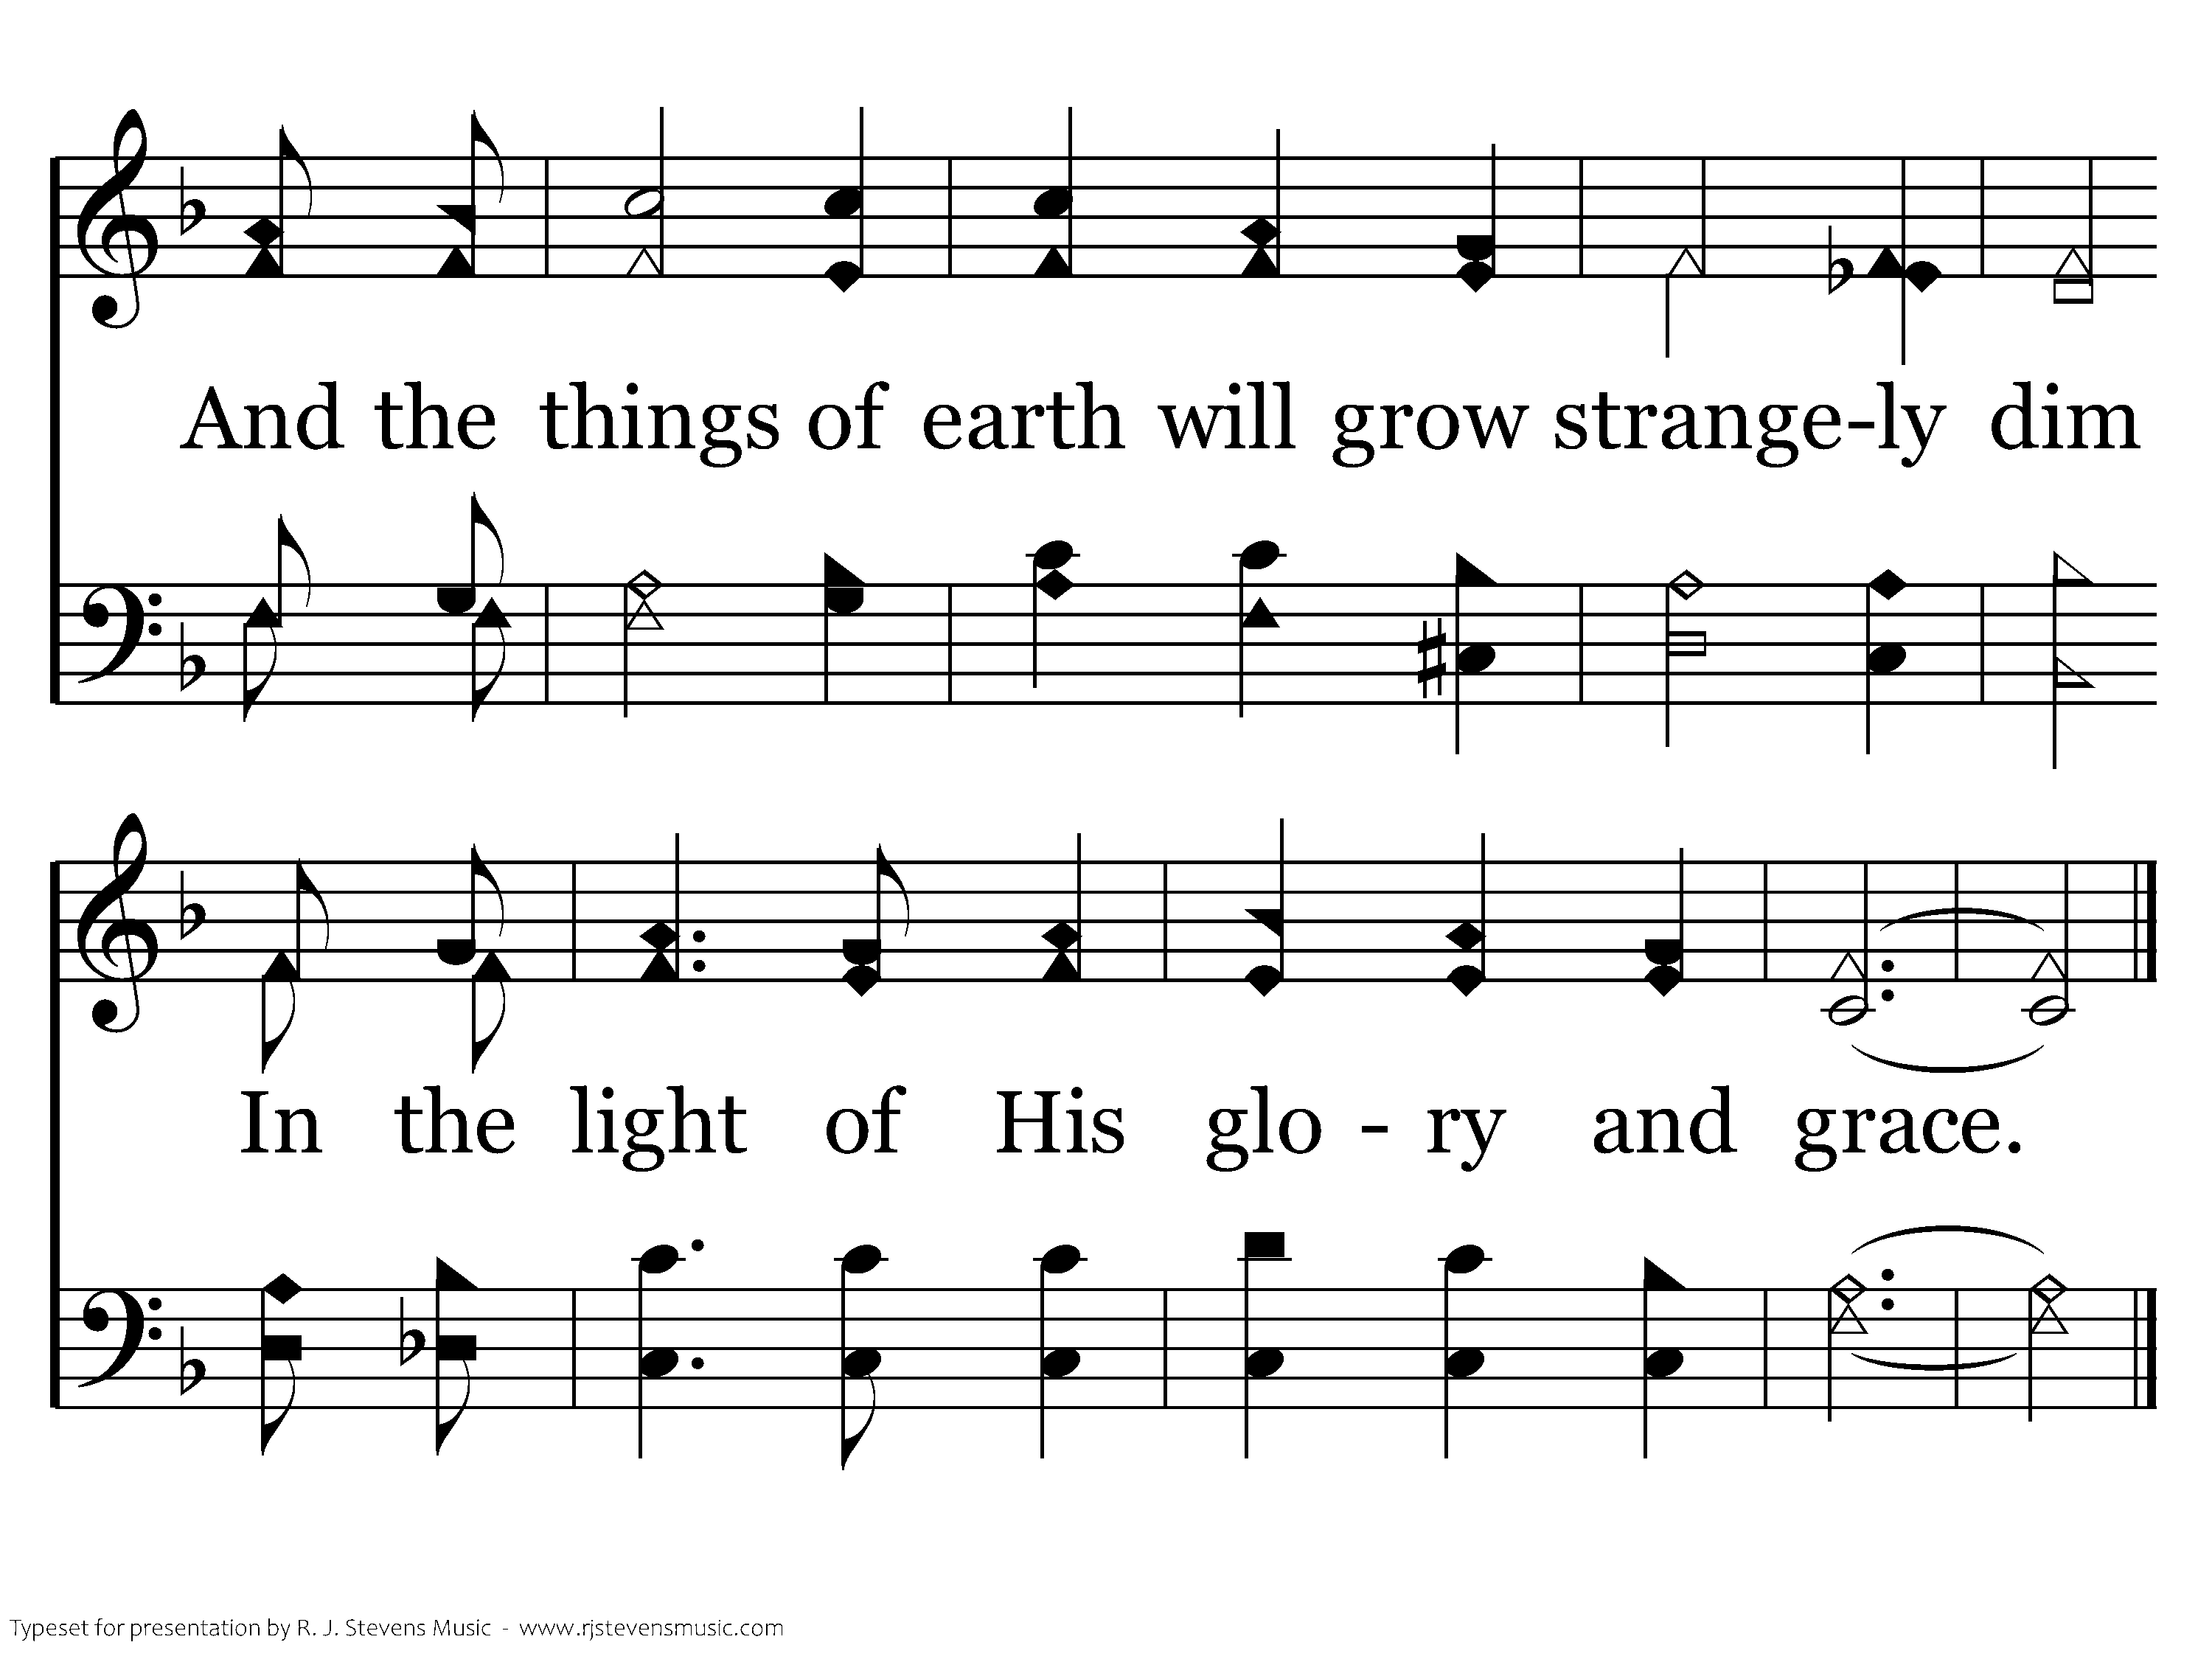 And the things of earth will grow strange-ly dim
In the light of His glo - ry and grace.
Typeset for presentation by R. J. Stevens Music - www.rjstevensmusic.com